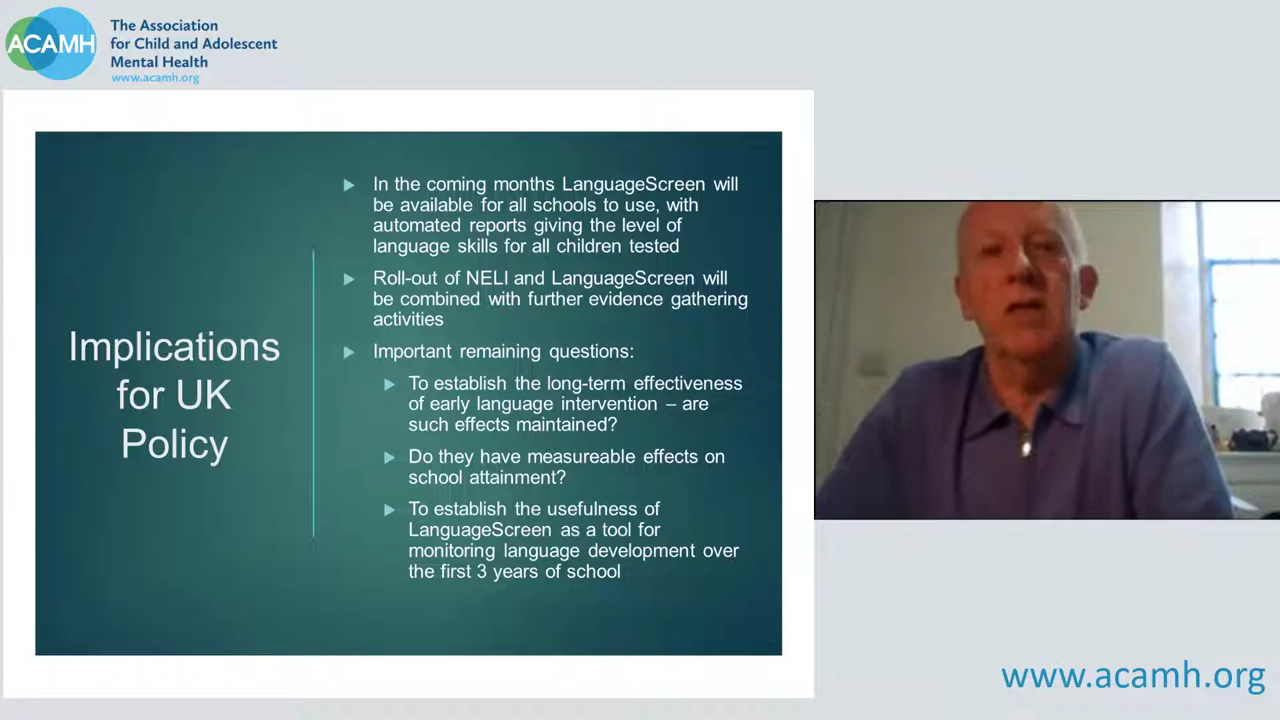 ACAMH
The Association
for Child and Adolescent
Mental Health
www.acamh.org
Implications
for UK
Policy
In the coming months LanguageScreen will
be available for all schools to use, with
automated reports giving the level of
language skills for all children tested
Roll-out of NELI and LanguageScreen will
be combined with further evidence gathering
activities
Important remaining questions:
To establish the long-term effectiveness
of early language intervention – are
such effects maintained?
Do they have measureable effects on
school attainment?
To establish the usefulness of
LanguageScreen as a tool for
monitoring language development over
the first 3 years of school
www.acamh.org